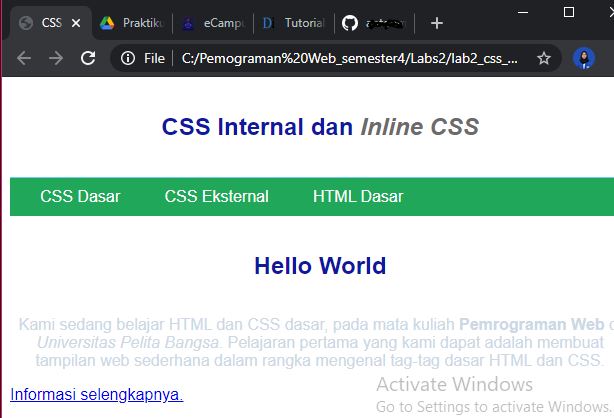 CSS
Praktiku
eCampu
Tutorial
File C:/Pemograman%20Web_semester4/Labs2/lab2_css_...
CSS Internal dan Inline CSS
CSS Dasar CSS Eksternal HTML Dasar
Hello World
Kami sedang belajar HTML dan CSS dasar, pada mata kuliah Pemrograman Web
Universitas Pelita Bangsa. Pelajaran pertama yang kami dapat adalah membuat
tampilan web sederhana dalam rangka mengenal tag-tag dasar HTML dan CSS.
Informasi selengkapnya.
Activate Windows
Go to Settings to activate Windows.